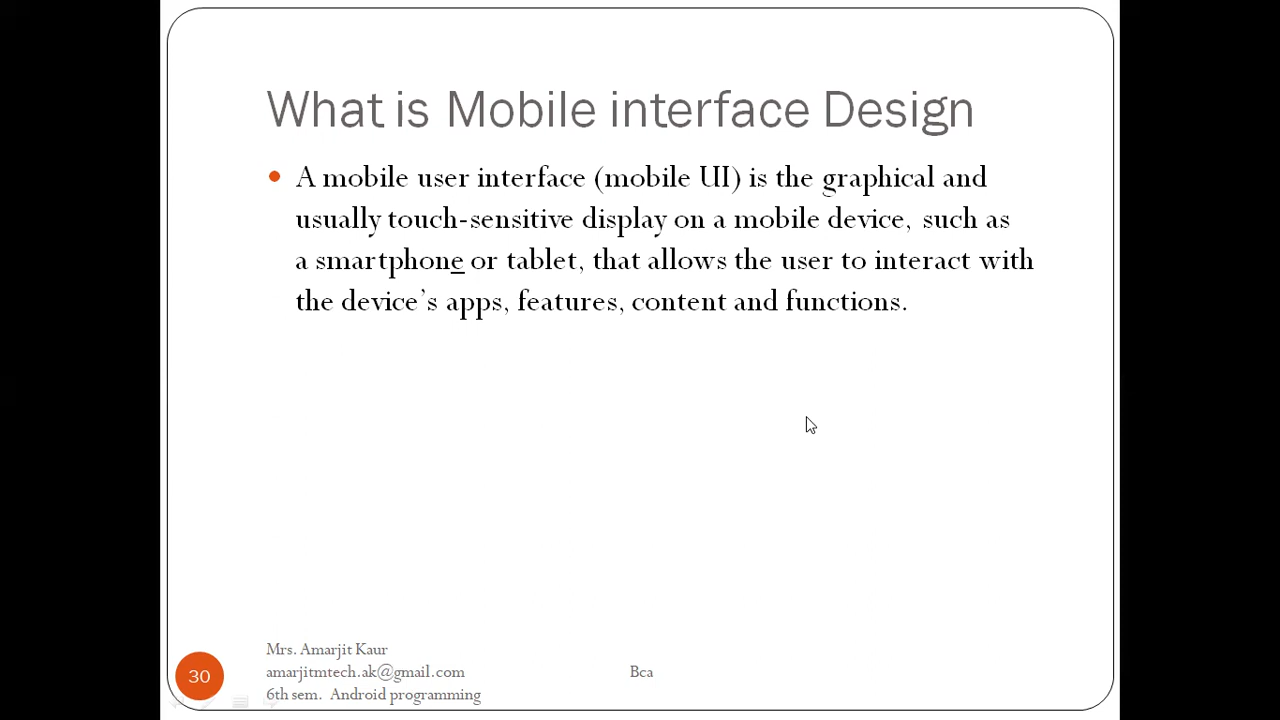 What is Mobile interface Design
• A mobile user interface (mobile UI) is the graphical and
usually touch-sensitive display on a mobile device, such as
a smartphone or tablet, that allows the user to interact with
the device’s apps, features, content and functions.
Mrs. Amarjit Kaur
amarjitmtech.ak@gmail.com
6th sem. Android programming
Bca
30